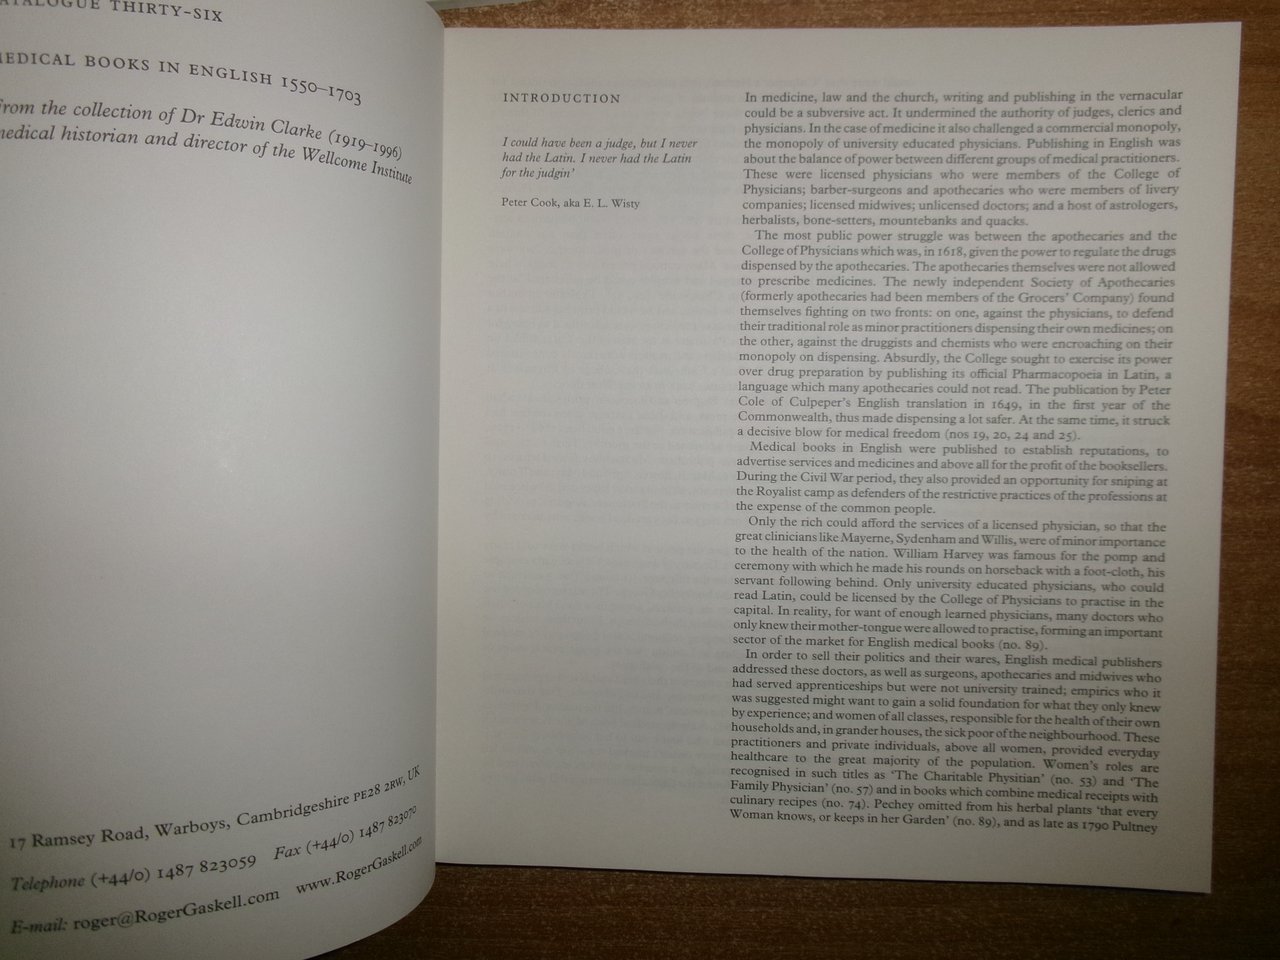 CATALOGUE THIRTY-SIX
MEDICAL BOOKS IN ENGLISH 1550–1703
from the collection of Dr Edwin Clarke (1919–1996)
medical historian and director of the Wellcome Institute
17 Ramsey Road, Warboys, Cambridgeshire PE28 2RW, UK
Telephone (+44/0) 1487 823059 Fax (+44/0) 1487 823070
E-mail: roger@RogerGaskell.com www.RogerGaskell.com
INTRODUCTION
I could have been a judge, but I never
had the Latin. I never had the Latin
for the judgin'
Peter Cook, aka E. L. Wisty
In medicine, law and the church, writing and publishing in the vernacular
could be a subversive act. It undermined the authority of judges, clerics and
physicians. In the case of medicine it also challenged a commercial monopoly,
the monopoly of university educated physicians. Publishing in English was
about the balance of power between different groups of medical practitioners.
These were licensed physicians who were members of the College of
Physicians; barber-surgeons and apothecaries who were members of livery
companies; licensed midwives; unlicensed doctors; and a host of astrologers,
herbalists, bone-setters, mountebanks and quacks.
The most public power struggle was between the apothecaries and the
College of Physicians which was, in 1618, given the power to regulate the drugs
dispensed by the apothecaries. The apothecaries themselves were not allowed
to prescribe medicines. The newly independent Society of Apothecaries
(formerly apothecaries had been members of the Grocers' Company) found
themselves fighting on two fronts: on one, against the physicians, to defend
their traditional role as minor practitioners dispensing their own medicines; on
the other, against the druggists and chemists who were encroaching on their
monopoly on dispensing. Absurdly, the College sought to exercise its power
over drug preparation by publishing its official Pharmacopoeia in Latin, a
language which many apothecaries could not read. The publication by Peter
Cole of Culpeper's English translation in 1649, in the first year of the
Commonwealth, thus made dispensing a lot safer. At the same time, it struck
a decisive blow for medical freedom (nos 19, 20, 24 and 25).
Medical books in English were published to establish reputations, to
advertise services and medicines and above all for the profit of the booksellers.
During the Civil War period, they also provided an opportunity for sniping at
the Royalist camp as defenders of the restrictive practices of the professions at
the expense of the common people.
Only the rich could afford the services of a licensed physician, so that the
great clinicians like Mayerne, Sydenham and Willis, were of minor importance
to the health of the nation. William Harvey was famous for the pomp and
ceremony with which he made his rounds on horseback with a foot-cloth, his
servant following behind. Only university educated physicians, who could
read Latin, could be licensed by the College of Physicians to practise in the
capital. In reality, for want of enough learned physicians, many doctors who
only knew their mother-tongue were allowed to practise, forming an important
sector of the market for English medical books (no. 89).
In order to sell their politics and their wares, English medical publishers
addressed these doctors, as well as surgeons, apothecaries and midwives who
had served apprenticeships but were not university trained; empirics who it
was suggested might want to gain a solid foundation for what they only knew
by experience; and women of all classes, responsible for the health of their own
households and, in grander houses, the sick poor of the neighbourhood. These
practitioners and private individuals, above all women, provided everyday
healthcare to the great majority of the population. Women's roles are
recognised in such titles as 'The Charitable Physitian' (no. 53) and 'The
Family Physician' (no. 57) and in books which combine medical receipts with
culinary recipes (no. 74). Pechey omitted from his herbal plants 'that every
Woman knows, or keeps in her Garden' (no. 89), and as late as 1790 Pultney